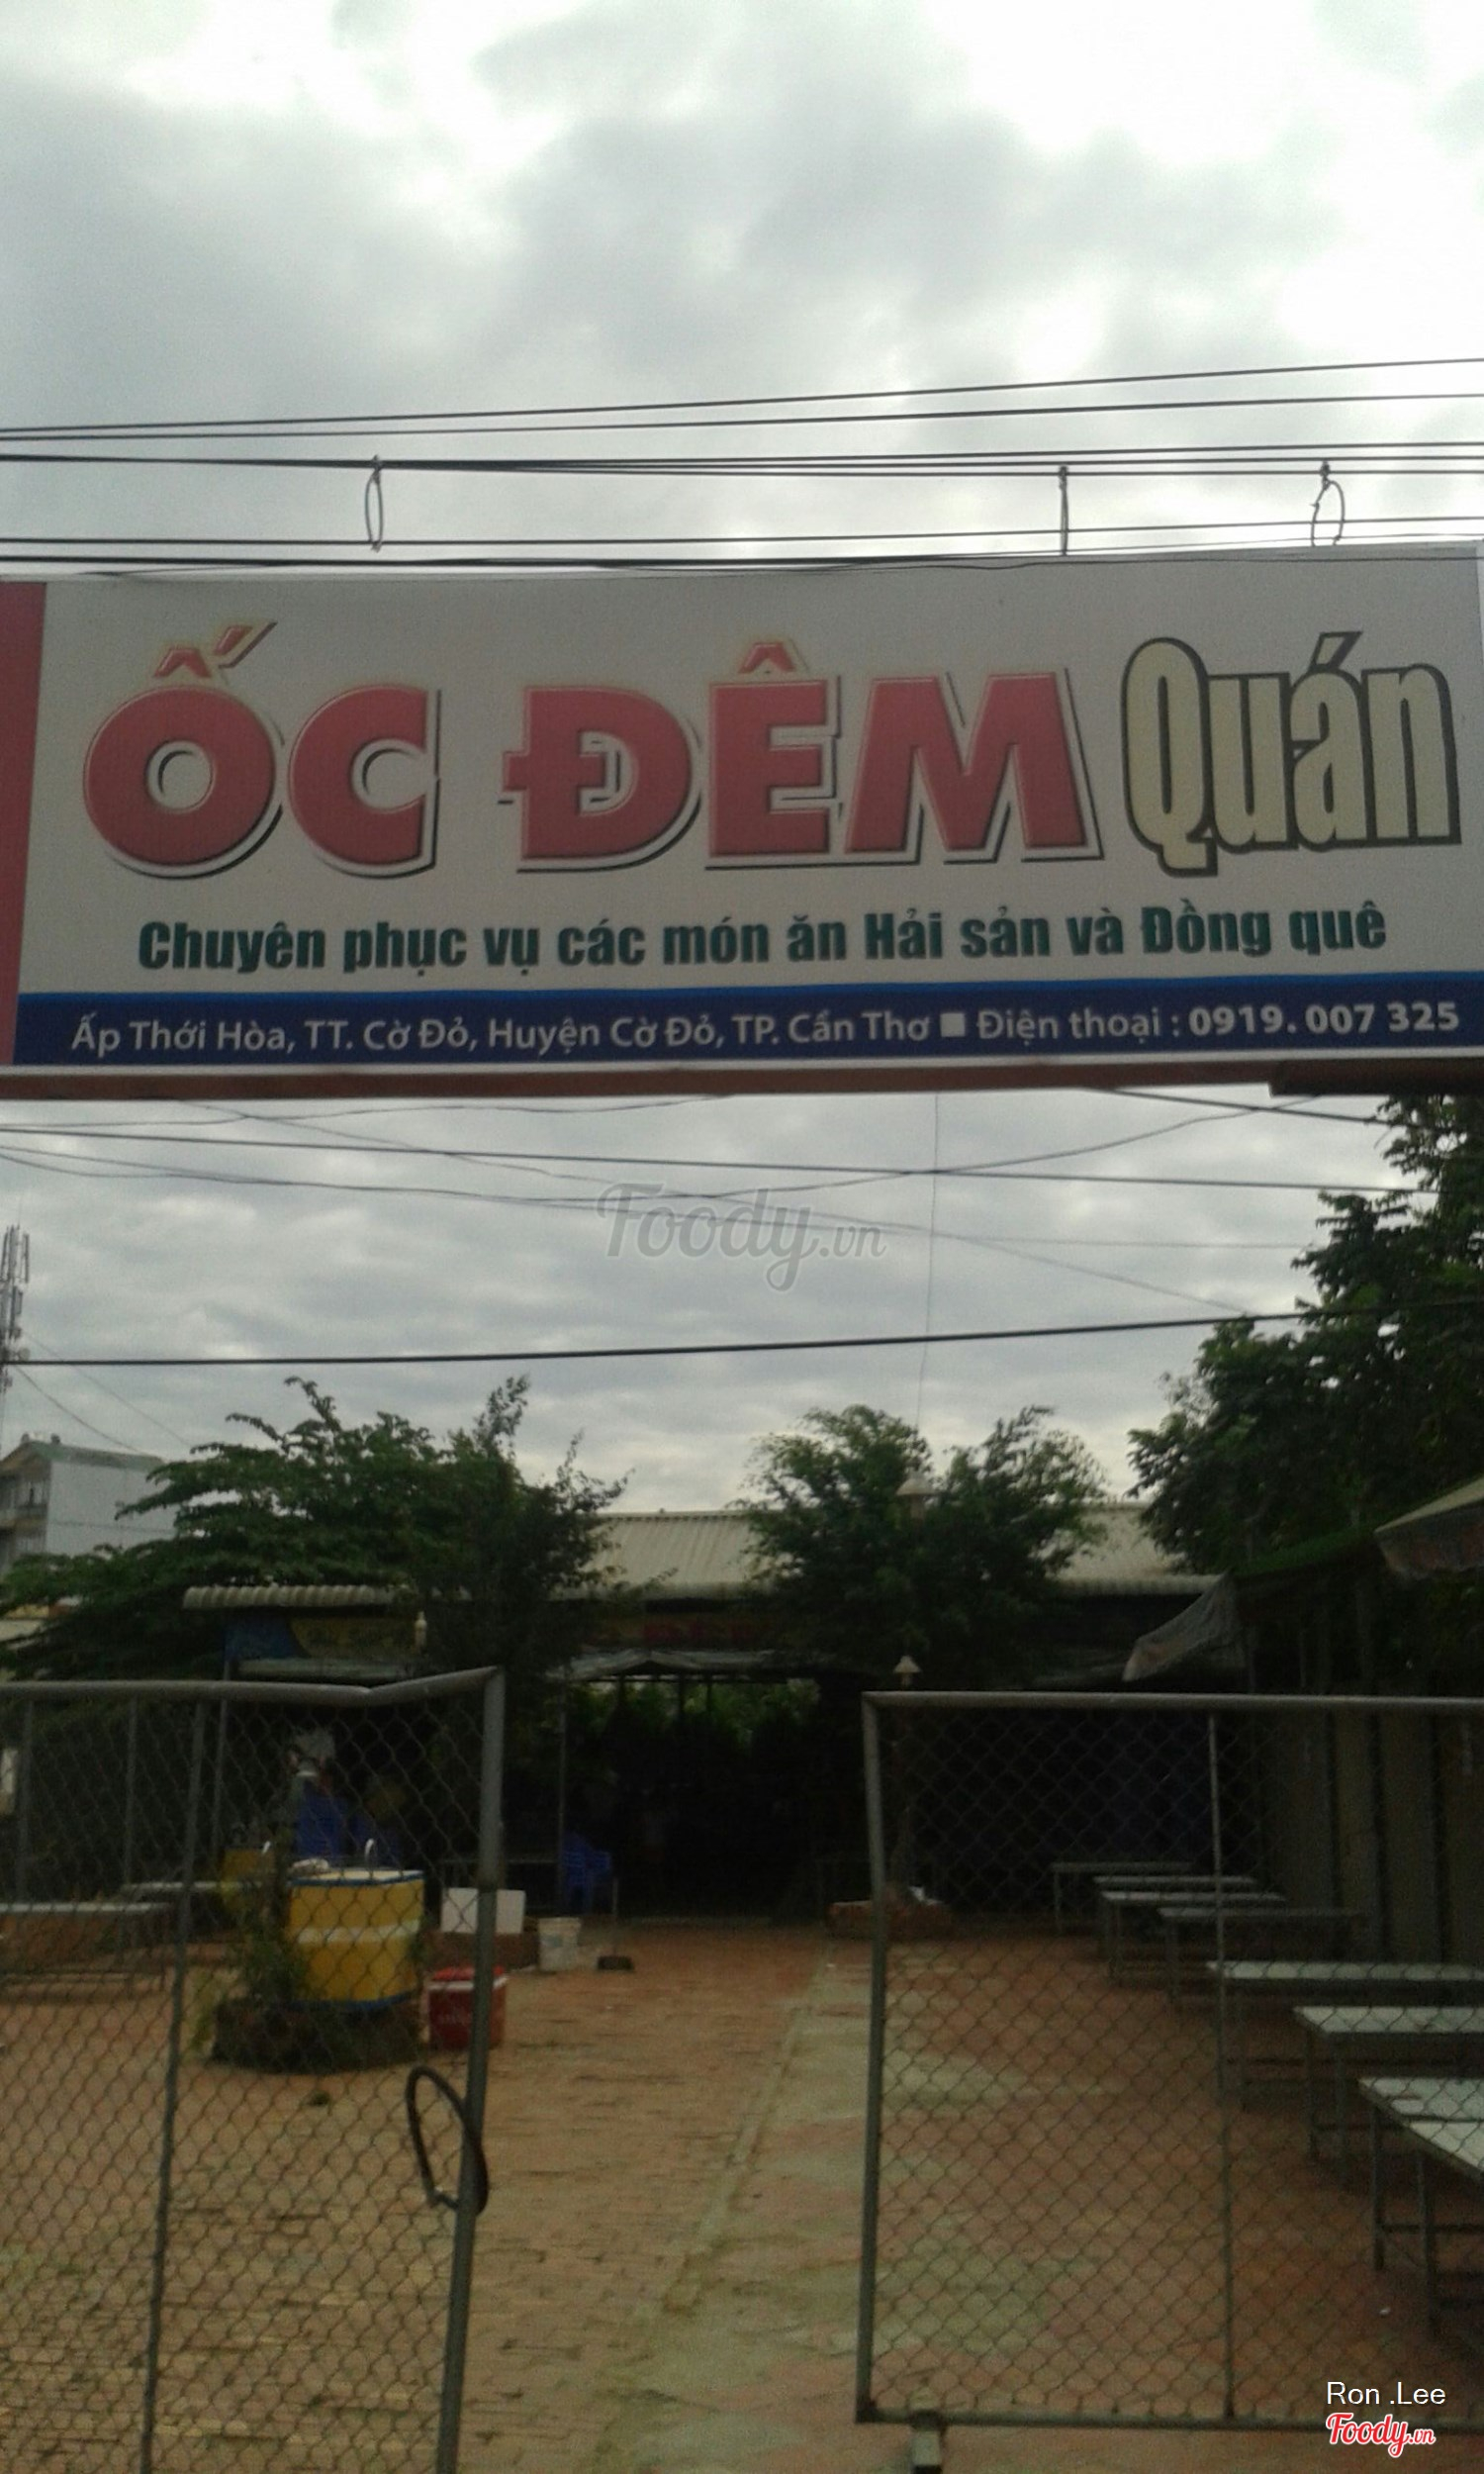 ỐC ĐÊM Quán
Chuyên phục vụ các món ăn Hải sản và Đồng quê
Ấp Thới Hòa, TT. Cờ Đỏ, Huyện Cờ Đỏ, TP. Cần Thơ ■ Điện thoại : 0919. 007 325
Foody.vn
Ron .Lee
Foody.vn